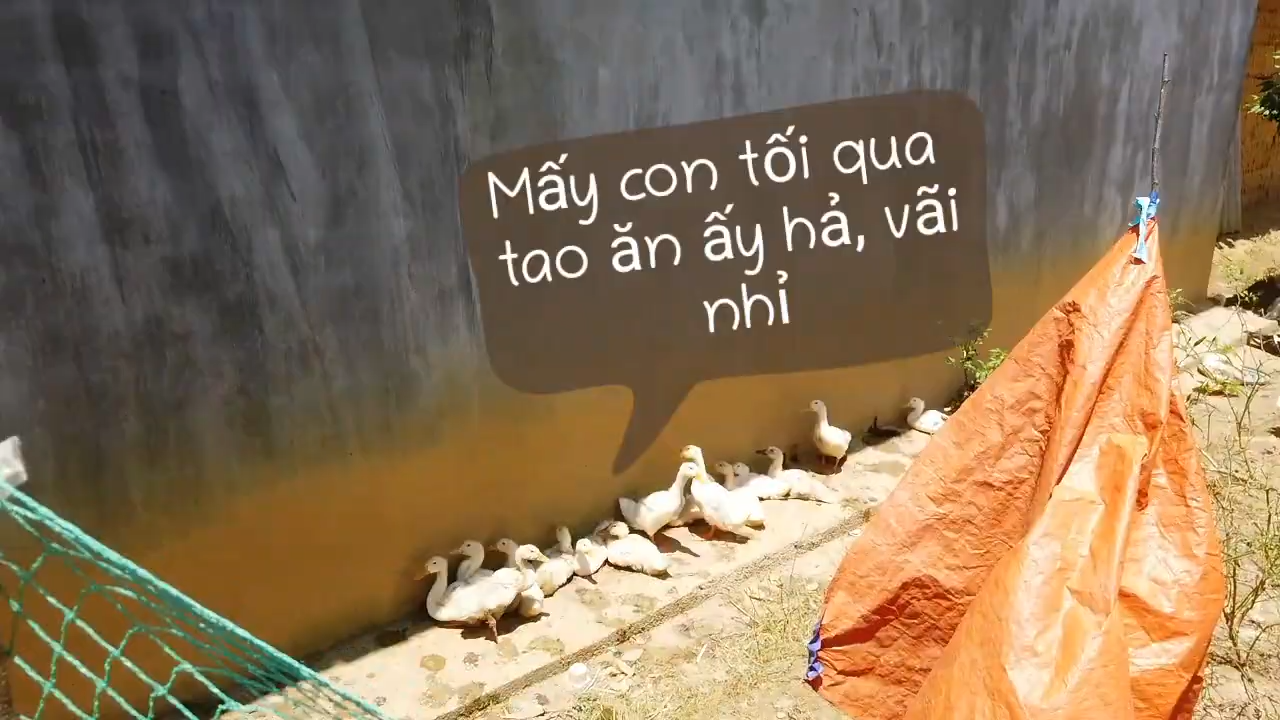 Mấy con tối qua
tao ăn ấy hả, vãi
nhỉ